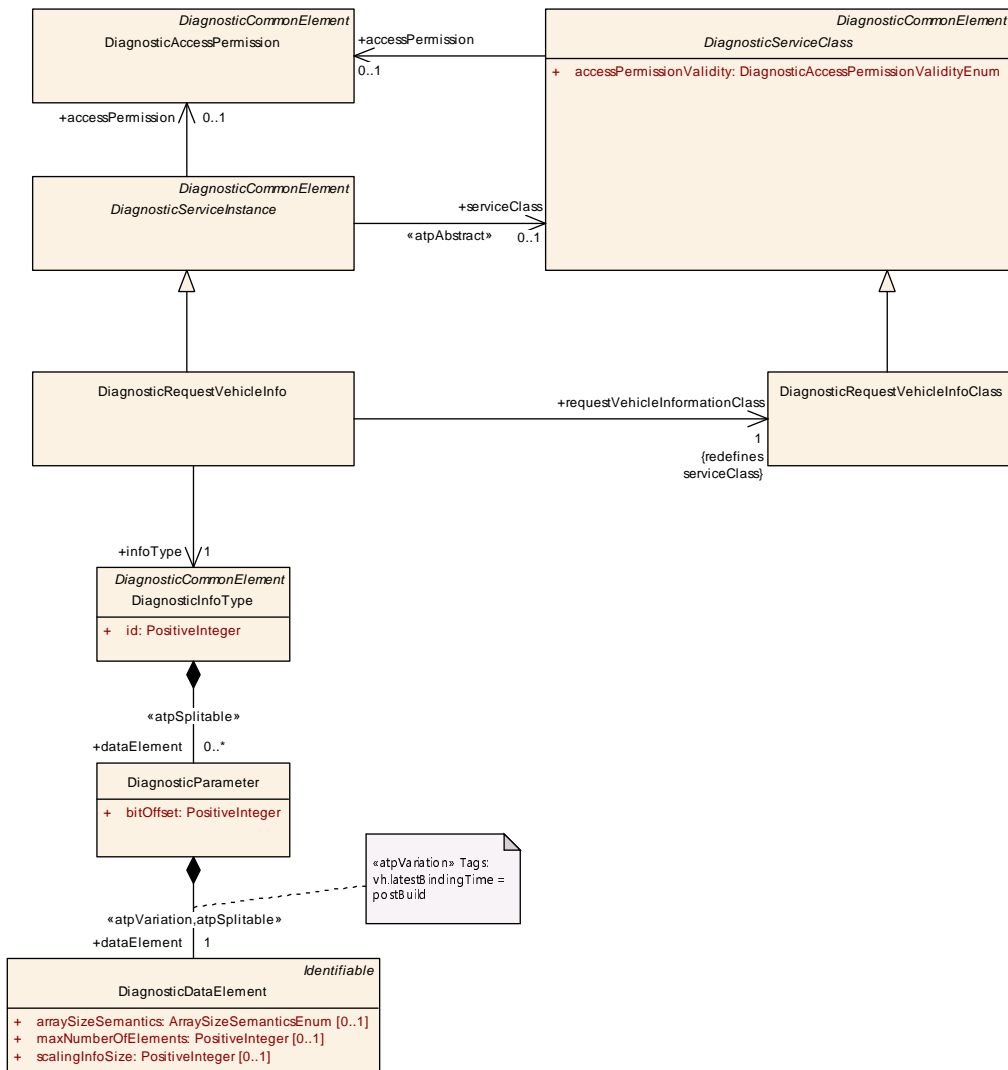 DiagnosticCommonElement
DiagnosticAccessPermission
+accessPermission
0..1
DiagnosticCommonElement
DiagnosticServiceClass
+ accessPermissionValidity: DiagnosticAccessPermissionValidityEnum
+accessPermission
0..1
DiagnosticCommonElement
DiagnosticServiceInstance
+serviceClass
«atpAbstract»
0..1
DiagnosticRequestVehicleInfo
+requestVehicleInformationClass
1
{redefines
serviceClass}
DiagnosticRequestVehicleInfoClass
+infoType
1
DiagnosticCommonElement
DiagnosticInfoType
+ id: PositiveInteger
«atpSplitable»
+dataElement
0..*
DiagnosticParameter
+ bitOffset: PositiveInteger
«atpVariation» Tags:
vh.latestBindingTime =
postBuild
«atpVariation,atpSplitable»
+dataElement
1
Identifiable
DiagnosticDataElement
+ arraySizeSemantics: ArraySizeSemanticsEnum [0..1]
+ maxNumberOfElements: PositiveInteger [0..1]
+ scalingInfoSize: PositiveInteger [0..1]